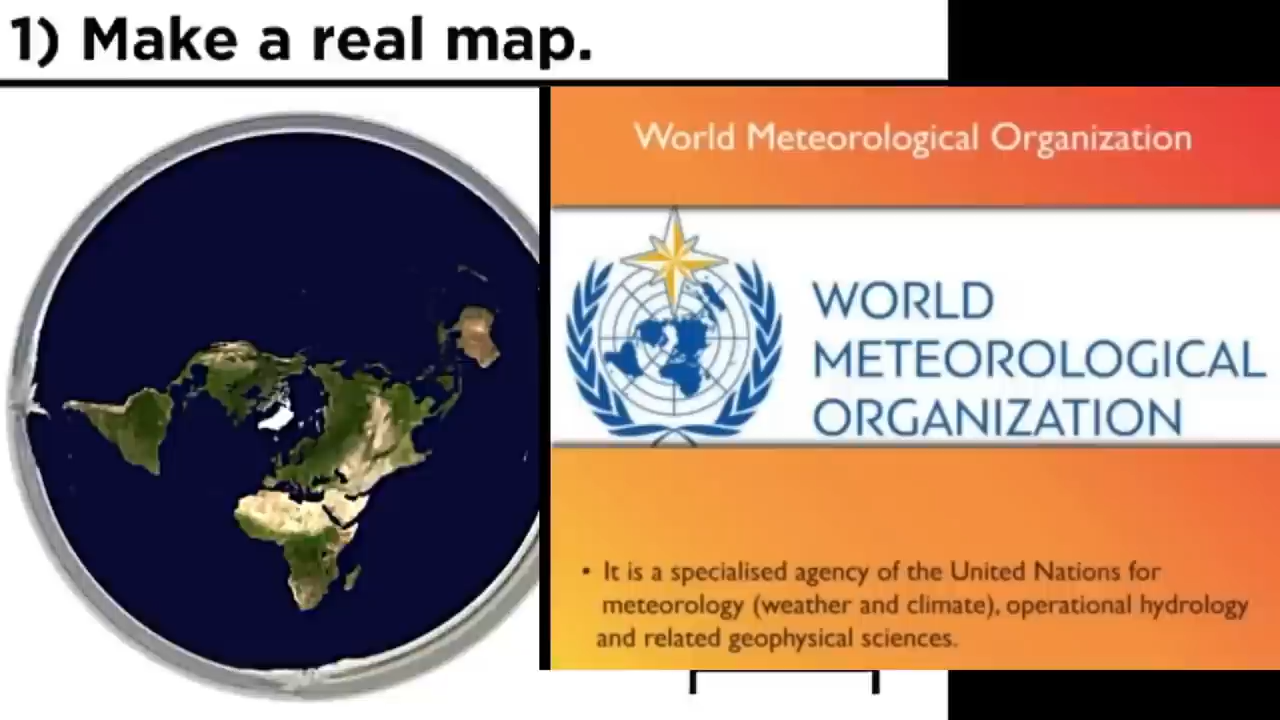 1) Make a real map.
World Meteorological Organization
WORLD
METEOROLOGICAL
ORGANIZATION
• It is a specialised agency of the United Nations for
meteorology (weather and climate), operational hydrology
and related geophysical sciences.